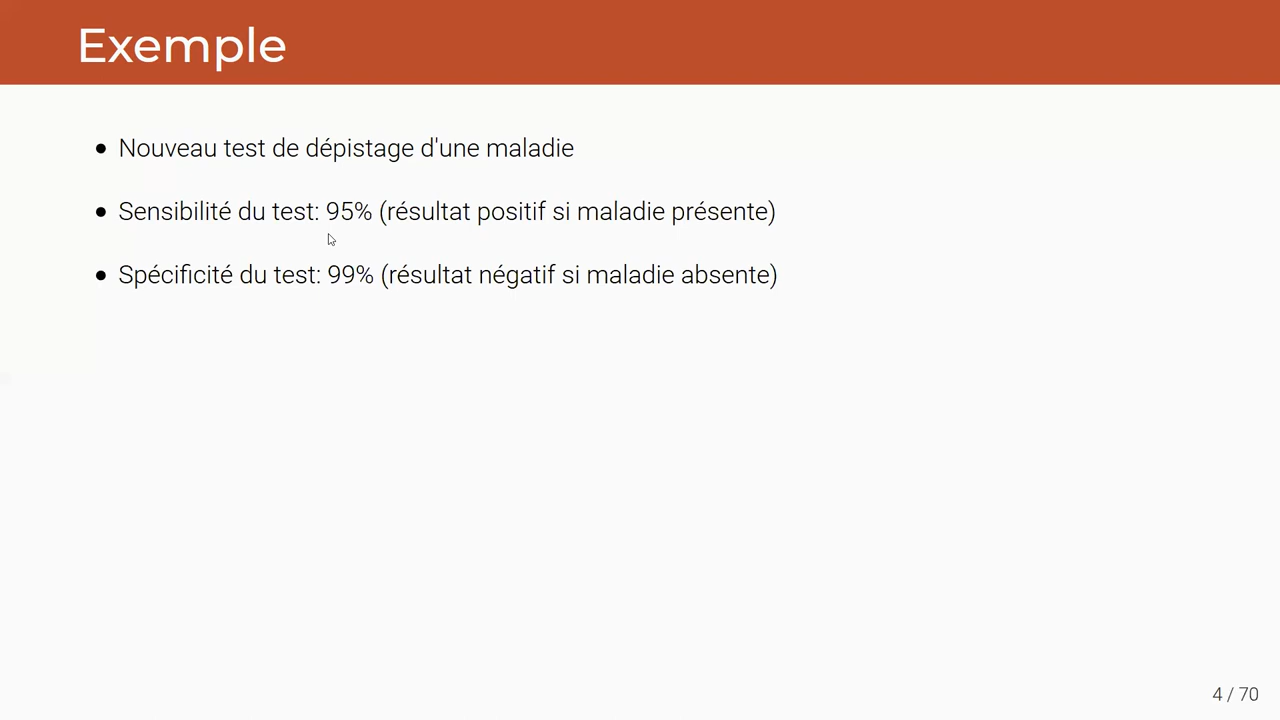 Exemple
• Nouveau test de dépistage d'une maladie
• Sensibilité du test: 95% (résultat positif si maladie présente)
• Spécificité du test: 99% (résultat négatif si maladie absente)
4 / 70